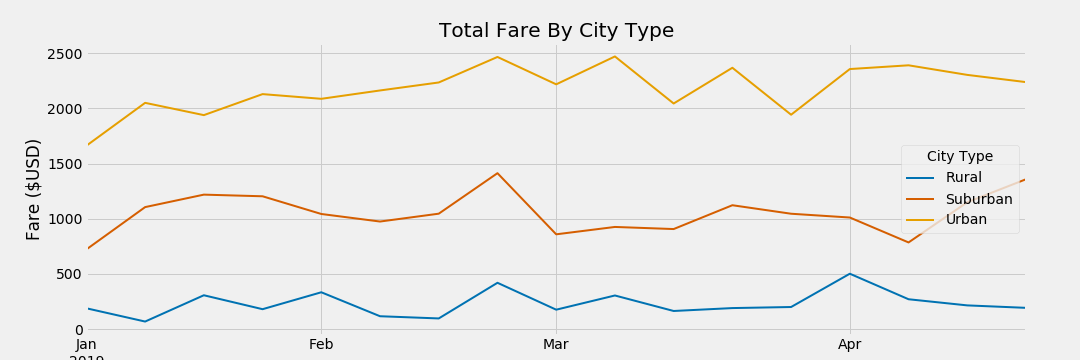 Total Fare By City Type
Fare ($USD)
2500
2000
1500
1000
500
0
City Type
Rural
Suburban
Urban
Jan
Feb
Mar
Apr
2019